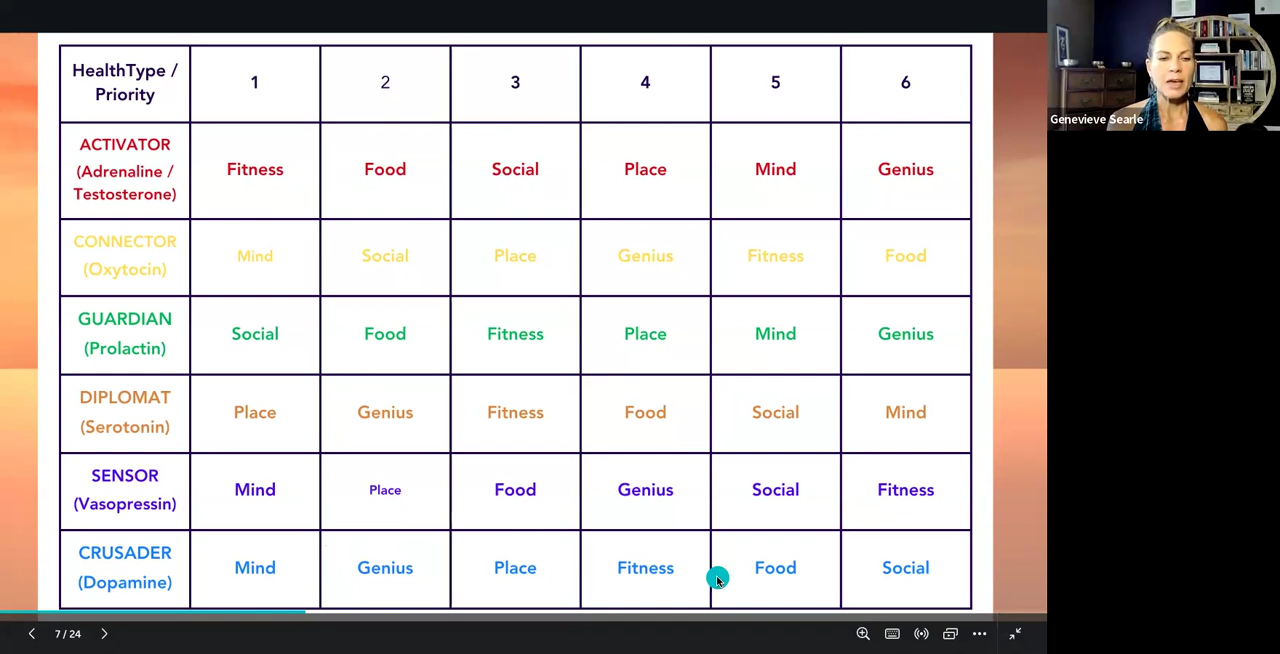 HealthType / Priority 1 2 3 4 5 6
ACTIVATOR (Adrenaline / Testosterone) Fitness Food Social Place Mind Genius
CONNECTOR (Oxytocin) Mind Social Place Genius Fitness Food
GUARDIAN (Prolactin) Social Food Fitness Place Mind Genius
DIPLOMAT (Serotonin) Place Genius Fitness Food Social Mind
SENSOR (Vasopressin) Mind Place Food Genius Social Fitness
CRUSADER (Dopamine) Mind Genius Place Fitness Food Social
Genevieve Searle
7 / 24